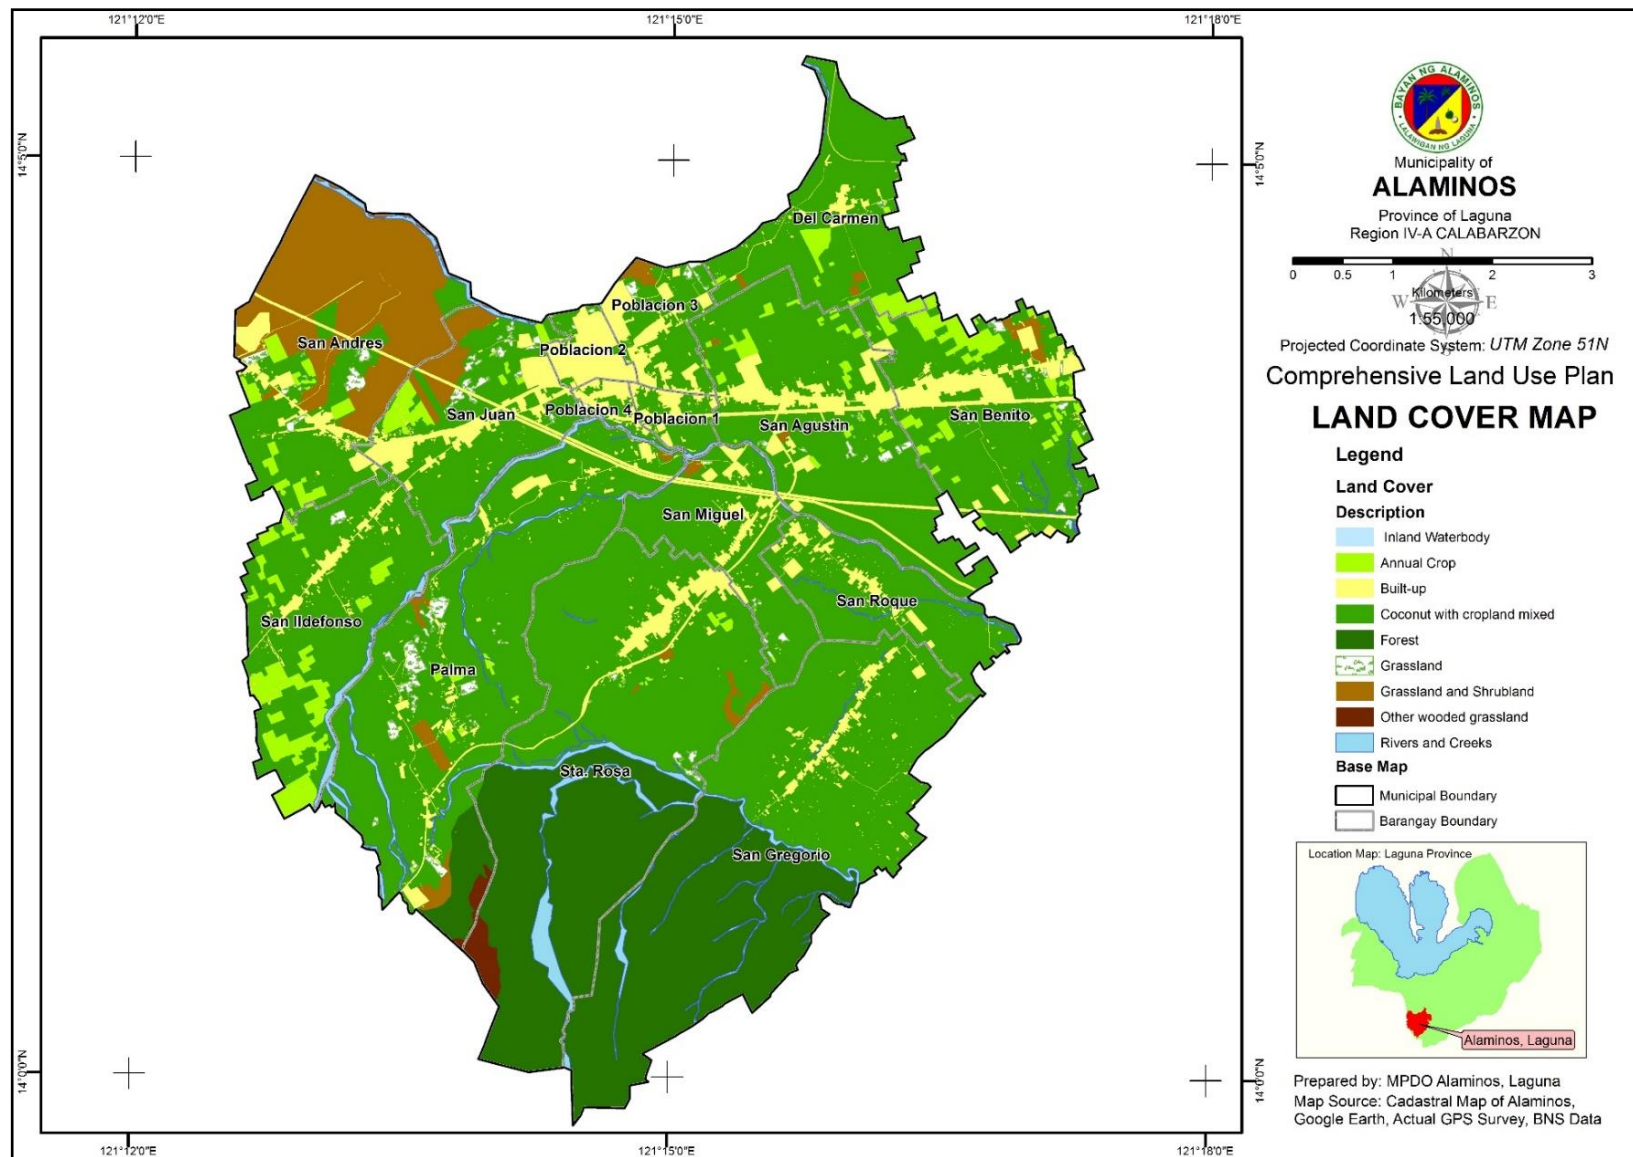 121°12'0"E
121°15'0"E
121°18'0"E
14°5'0"N
14°5'0"N
Del Carmen
Poblacion 3
San Andres
Poblacion 2
San Juan
Poblacion 4
Poblacion 1
San Agustin
San Benito
San Miguel
San Ildefonso
San Roque
Palma
Sta. Rosa
San Gregorio
14°0'0"N
14°0'0"N
121°12'0"E
121°15'0"E
121°18'0"E
BAYAN NG ALAMINOS
LALAWIGAN NG LAGUNA
Municipality of
ALAMINOS
Province of Laguna
Region IV-A CALABARZON
N
0 0.5 1 2 3
Kilometers
W E
1:55,000
S
Projected Coordinate System: UTM Zone 51N
Comprehensive Land Use Plan
LAND COVER MAP
Legend
Land Cover
Description
Inland Waterbody
Annual Crop
Built-up
Coconut with cropland mixed
Forest
Grassland
Grassland and Shrubland
Other wooded grassland
Rivers and Creeks
Base Map
Municipal Boundary
Barangay Boundary
Location Map: Laguna Province
Alaminos, Laguna
Prepared by: MPDO Alaminos, Laguna
Map Source: Cadastral Map of Alaminos,
Google Earth, Actual GPS Survey, BNS Data